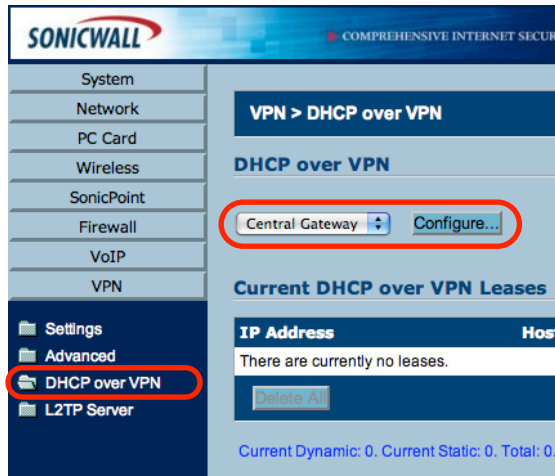 SONICWALL
COMPREHENSIVE INTERNET SECUR
System
Network
PC Card
Wireless
SonicPoint
Firewall
VoIP
VPN
Settings
Advanced
DHCP over VPN
L2TP Server
VPN > DHCP over VPN
DHCP over VPN
Central Gateway Configure...
Current DHCP over VPN Leases
IP Address Host
There are currently no leases.
Delete All
Current Dynamic: 0. Current Static: 0. Total: 0.